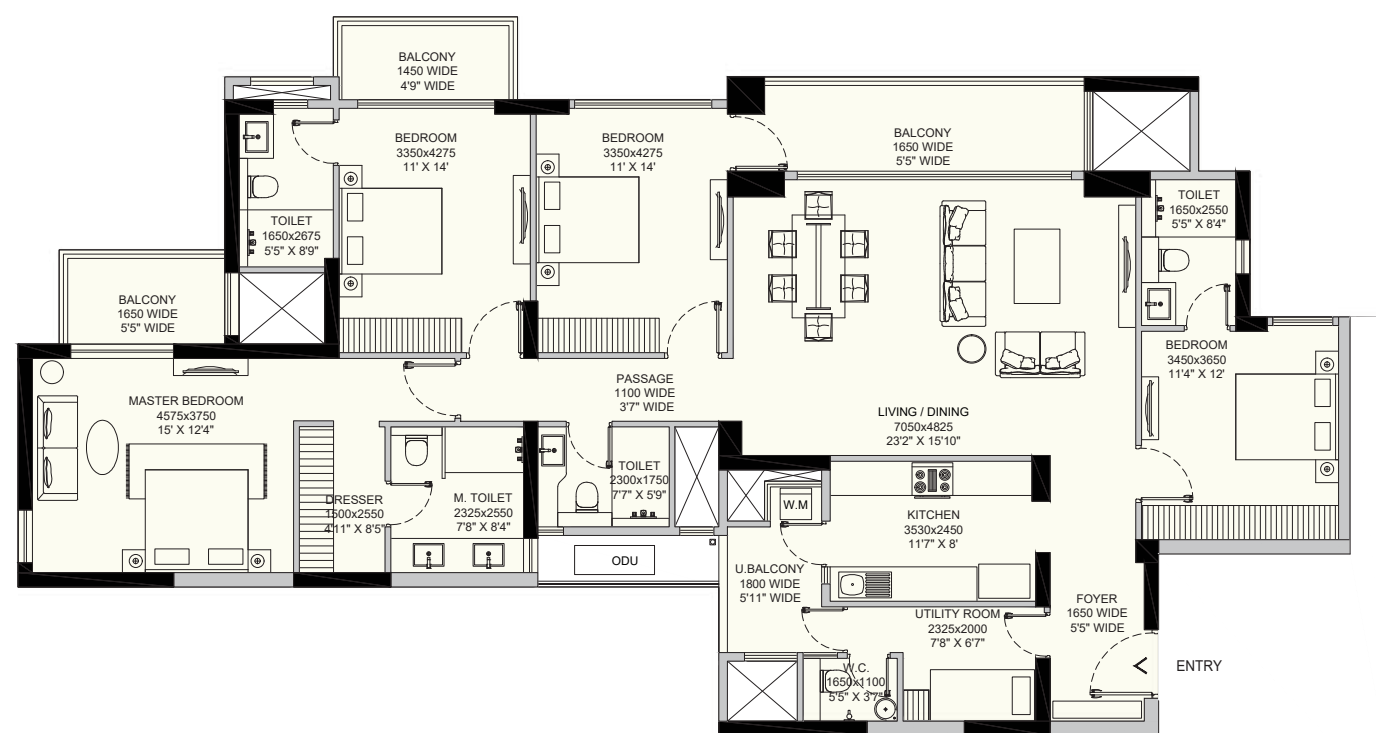 BALCONY
1450 WIDE
4'9" WIDE
BEDROOM
3350x4275
11' X 14'
BEDROOM
3350x4275
11' X 14'
BALCONY
1650 WIDE
5'5" WIDE
TOILET
1650x2675
5'5" X 8'9"
TOILET
1650x2550
5'5" X 8'4"
BALCONY
1650 WIDE
5'5" WIDE
BEDROOM
3450x3650
11'4" X 12'
MASTER BEDROOM
4575x3750
15' X 12'4"
PASSAGE
1100 WIDE
3'7" WIDE
LIVING / DINING
7050x4825
23'2" X 15'10"
DRESSER
1500x2550
4'11" X 8'5"
M. TOILET
2325x2550
7'8" X 8'4"
TOILET
2300x1750
7'7" X 5'9"
W.M
KITCHEN
3530x2450
11'7" X 8'
ODU
U.BALCONY
1800 WIDE
5'11" WIDE
UTILITY ROOM
2325x2000
7'8" X 6'7"
FOYER
1650 WIDE
5'5" WIDE
W.C.
1650x1100
5'5" X 3'7"
ENTRY